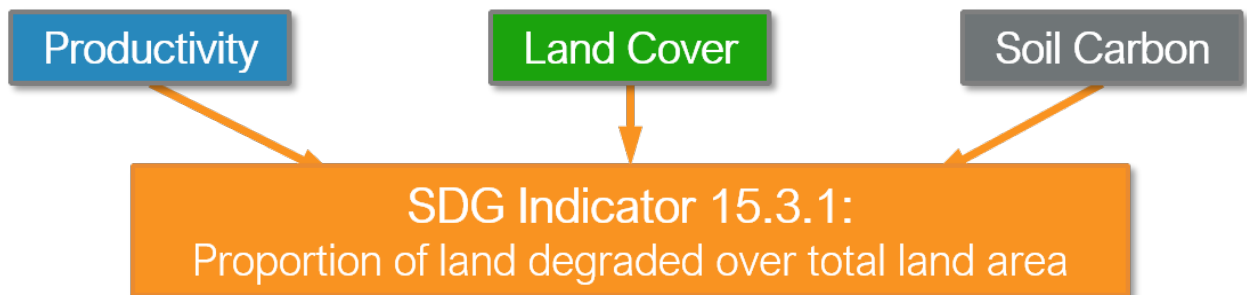 Productivity
Land Cover
Soil Carbon
SDG Indicator 15.3.1:
Proportion of land degraded over total land area